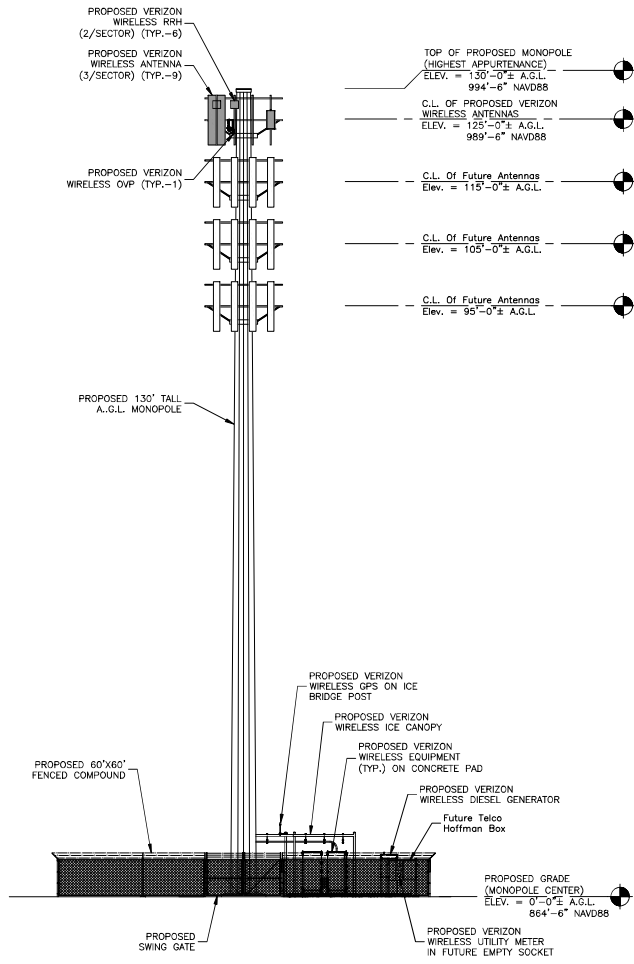 PROPOSED VERIZON
WIRELESS RRH
(2/SECTOR) (TYP.-6)
PROPOSED VERIZON
WIRELESS ANTENNA
(3/SECTOR) (TYP.-9)
TOP OF PROPOSED MONOPOLE
(HIGHEST APPURTENANCE)
ELEV. = 130'-0"± A.G.L.
994'-6" NAVD88
C.L. OF PROPOSED VERIZON
WIRELESS ANTENNAS
ELEV. = 125'-0"± A.G.L.
989'-6" NAVD88
PROPOSED VERIZON
WIRELESS OVP (TYP.-1)
C.L. Of Future Antennas
Elev. = 115'-0"± A.G.L.
C.L. Of Future Antennas
Elev. = 105'-0"± A.G.L.
C.L. Of Future Antennas
Elev. = 95'-0"± A.G.L.
PROPOSED 130' TALL
A..G.L. MONOPOLE
PROPOSED VERIZON
WIRELESS GPS ON ICE
BRIDGE POST
PROPOSED VERIZON
WIRELESS ICE CANOPY
PROPOSED VERIZON
WIRELESS EQUIPMENT
(TYP.) ON CONCRETE PAD
PROPOSED 60'X60'
FENCED COMPOUND
PROPOSED VERIZON
WIRELESS DIESEL GENERATOR
Future Telco
Hoffman Box
PROPOSED GRADE
(MONOPOLE CENTER)
ELEV. = 0'-0"± A.G.L.
864'-6" NAVD88
PROPOSED
SWING GATE
PROPOSED VERIZON
WIRELESS UTILITY METER
IN FUTURE EMPTY SOCKET